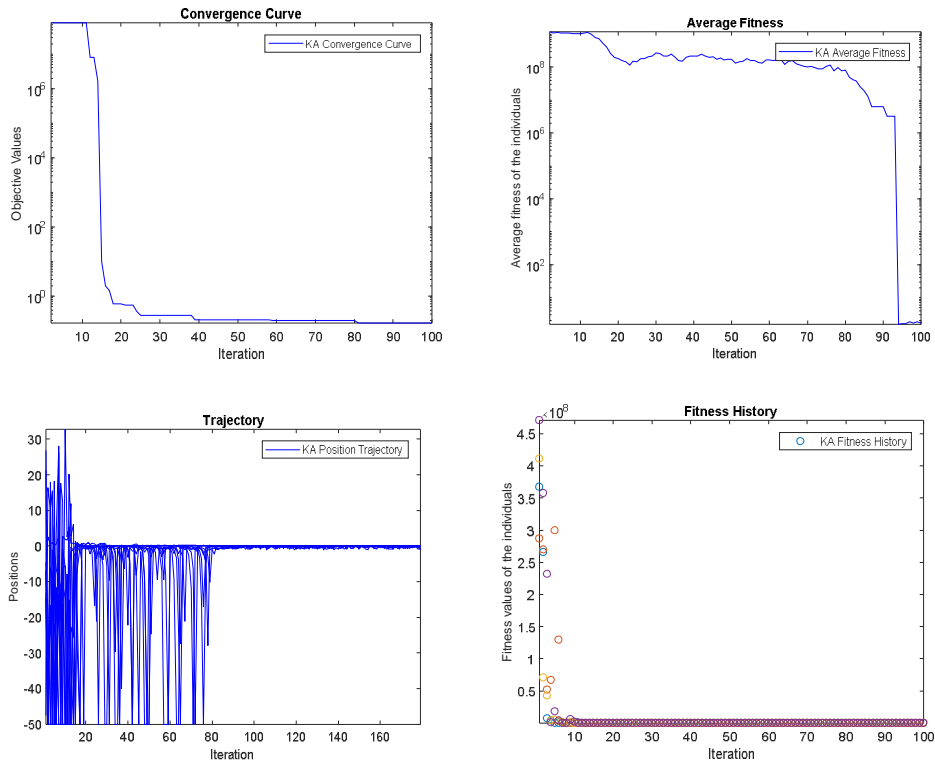 Convergence Curve
KA Convergence Curve
Objective Values
10^6
10^4
10^2
10^0
10 20 30 40 50 60 70 80 90 100
Iteration
Average Fitness
KA Average Fitness
Average fitness of the individuals
10^8
10^6
10^4
10^2
10 20 30 40 50 60 70 80 90 100
Iteration
Trajectory
KA Position Trajectory
Positions
30
20
10
0
-10
-20
-30
-40
-50
20 40 60 80 100 120 140 160
Iteration
Fitness History
×10^8
KA Fitness History
Fitness values of the individuals
4.5
4
3.5
3
2.5
2
1.5
1
0.5
10 20 30 40 50 60 70 80 90 100
Iteration